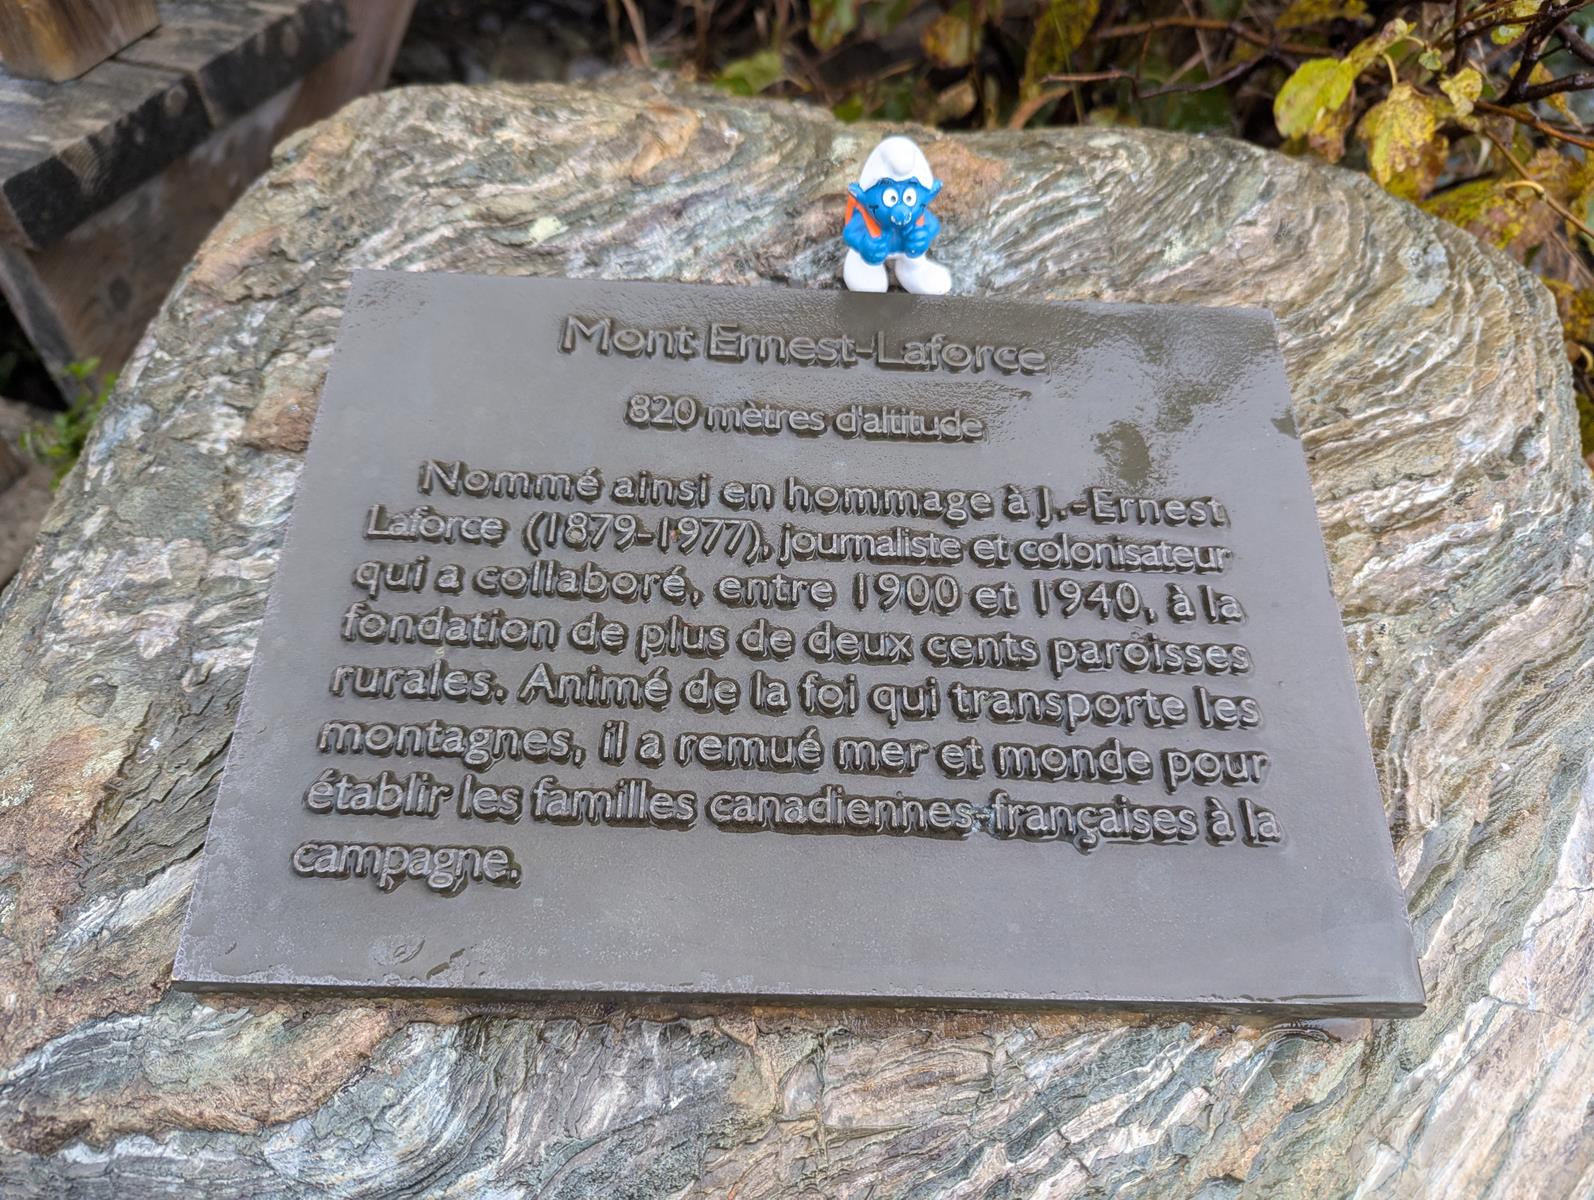 Mont Ernest-Laforce
820 mètres d'altitude
Nommé ainsi en hommage à J.-Ernest
Laforce (1879-1977), journaliste et colonisateur
qui a collaboré, entre 1900 et 1940, à la
fondation de plus de deux cents paroisses
rurales. Animé de la foi qui transporte les
montagnes, il a remué mer et monde pour
établir les familles canadiennes-françaises à la
campagne.